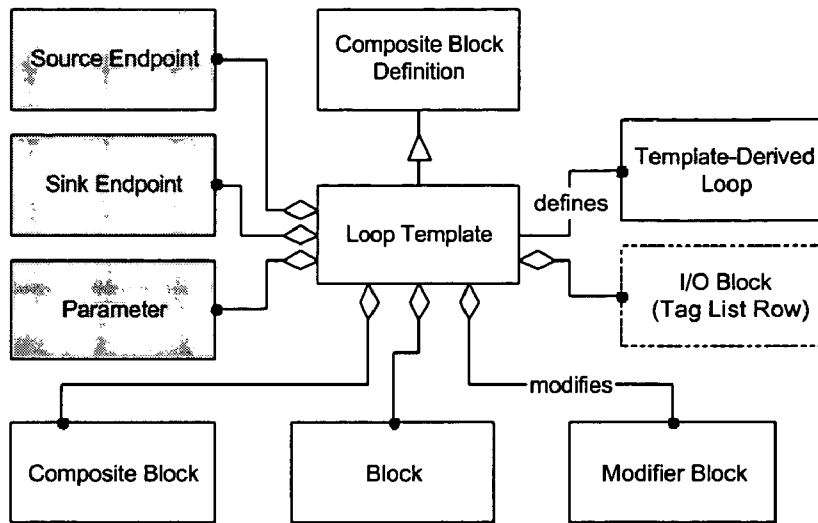 Source Endpoint
Composite Block
Definition
Sink Endpoint
Template-Derived
Loop
defines
Loop Template
Parameter
I/O Block
(Tag List Row)
modifies
Composite Block
Block
Modifier Block